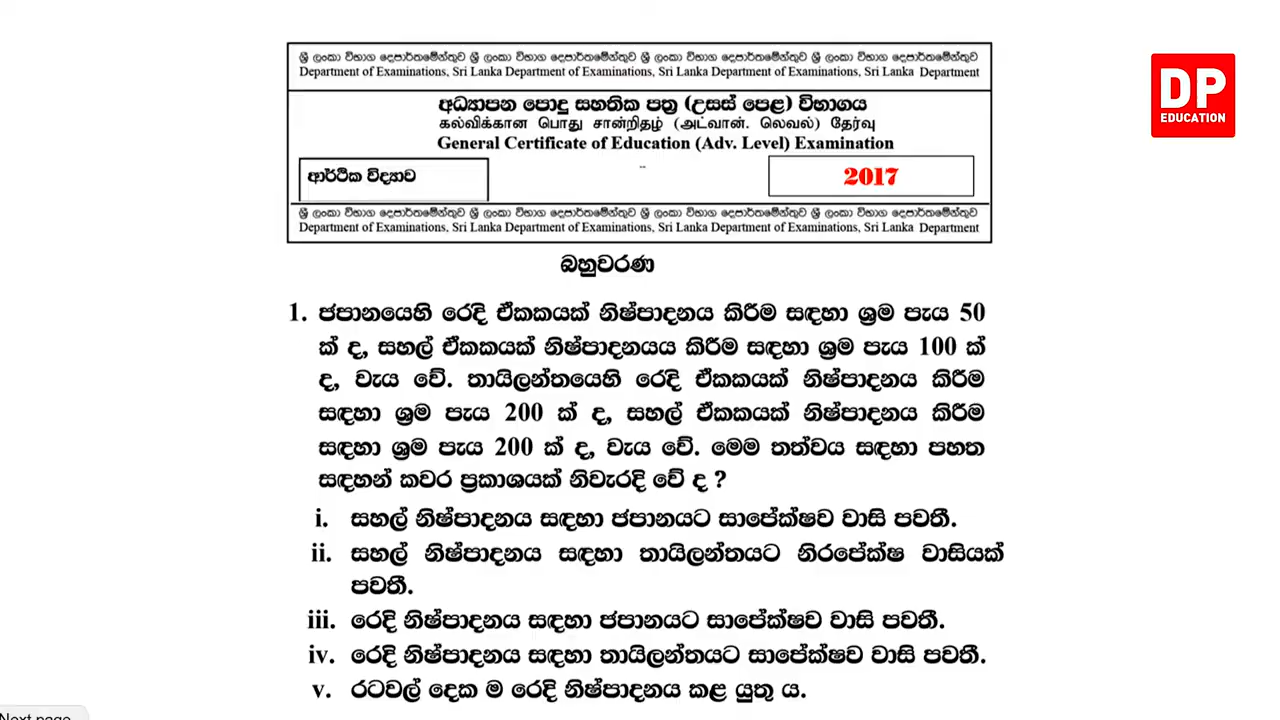 ශ්‍රී ලංකා විභාග දෙපාර්තමේන්තුව ශ්‍රී ලංකා විභාග දෙපාර්තමේන්තුව ශ්‍රී ලංකා විභාග දෙපාර්තමේන්තුව ශ්‍රී ලංකා විභාග දෙපාර්තමේන්තුව
Department of Examinations, Sri Lanka Department of Examinations, Sri Lanka Department of Examinations, Sri Lanka Department
DP
EDUCATION
අධ්‍යාපන පොදු සහතික පත්‍ර (උසස් පෙළ) විභාගය
கல்விக்கான பொது சான்றிதழ் (அட்வான். லெவல்) தேர்வு
General Certificate of Education (Adv. Level) Examination
ආර්ථික විද්‍යාව
2017
ශ්‍රී ලංකා විභාග දෙපාර්තමේන්තුව ශ්‍රී ලංකා විභාග දෙපාර්තමේන්තුව ශ්‍රී ලංකා විභාග දෙපාර්තමේන්තුව ශ්‍රී ලංකා විභාග දෙපාර්තමේන්තුව
Department of Examinations, Sri Lanka Department of Examinations, Sri Lanka Department of Examinations, Sri Lanka Department
බහුවරණ
1. ජපානයෙහි රෙදි ඒකකයක් නිෂ්පාදනය කිරීම සඳහා ශ්‍රම පැය 50
ක් ද, සහල් ඒකකයක් නිෂ්පාදනයය කිරීම සඳහා ශ්‍රම පැය 100 ක්
ද, වැය වේ. තායිලන්තයෙහි රෙදි ඒකකයක් නිෂ්පාදනය කිරීම
සඳහා ශ්‍රම පැය 200 ක් ද, සහල් ඒකකයක් නිෂ්පාදනය කිරීම
සඳහා ශ්‍රම පැය 200 ක් ද, වැය වේ. මෙම තත්වය සඳහා පහත
සඳහන් කවර ප්‍රකාශයක් නිවැරදි වේ ද ?
i. සහල් නිෂ්පාදනය සඳහා ජපානයට සාපේක්ෂව වාසි පවතී.
ii. සහල් නිෂ්පාදනය සඳහා තායිලන්තයට නිරපේක්ෂ වාසියක්
පවතී.
iii. රෙදි නිෂ්පාදනය සඳහා ජපානයට සාපේක්ෂව වාසි පවතී.
iv. රෙදි නිෂ්පාදනය සඳහා තායිලන්තයට සාපේක්ෂව වාසි පවතී.
v. රටවල් දෙක ම රෙදි නිෂ්පාදනය කළ යුතු ය.
Next page